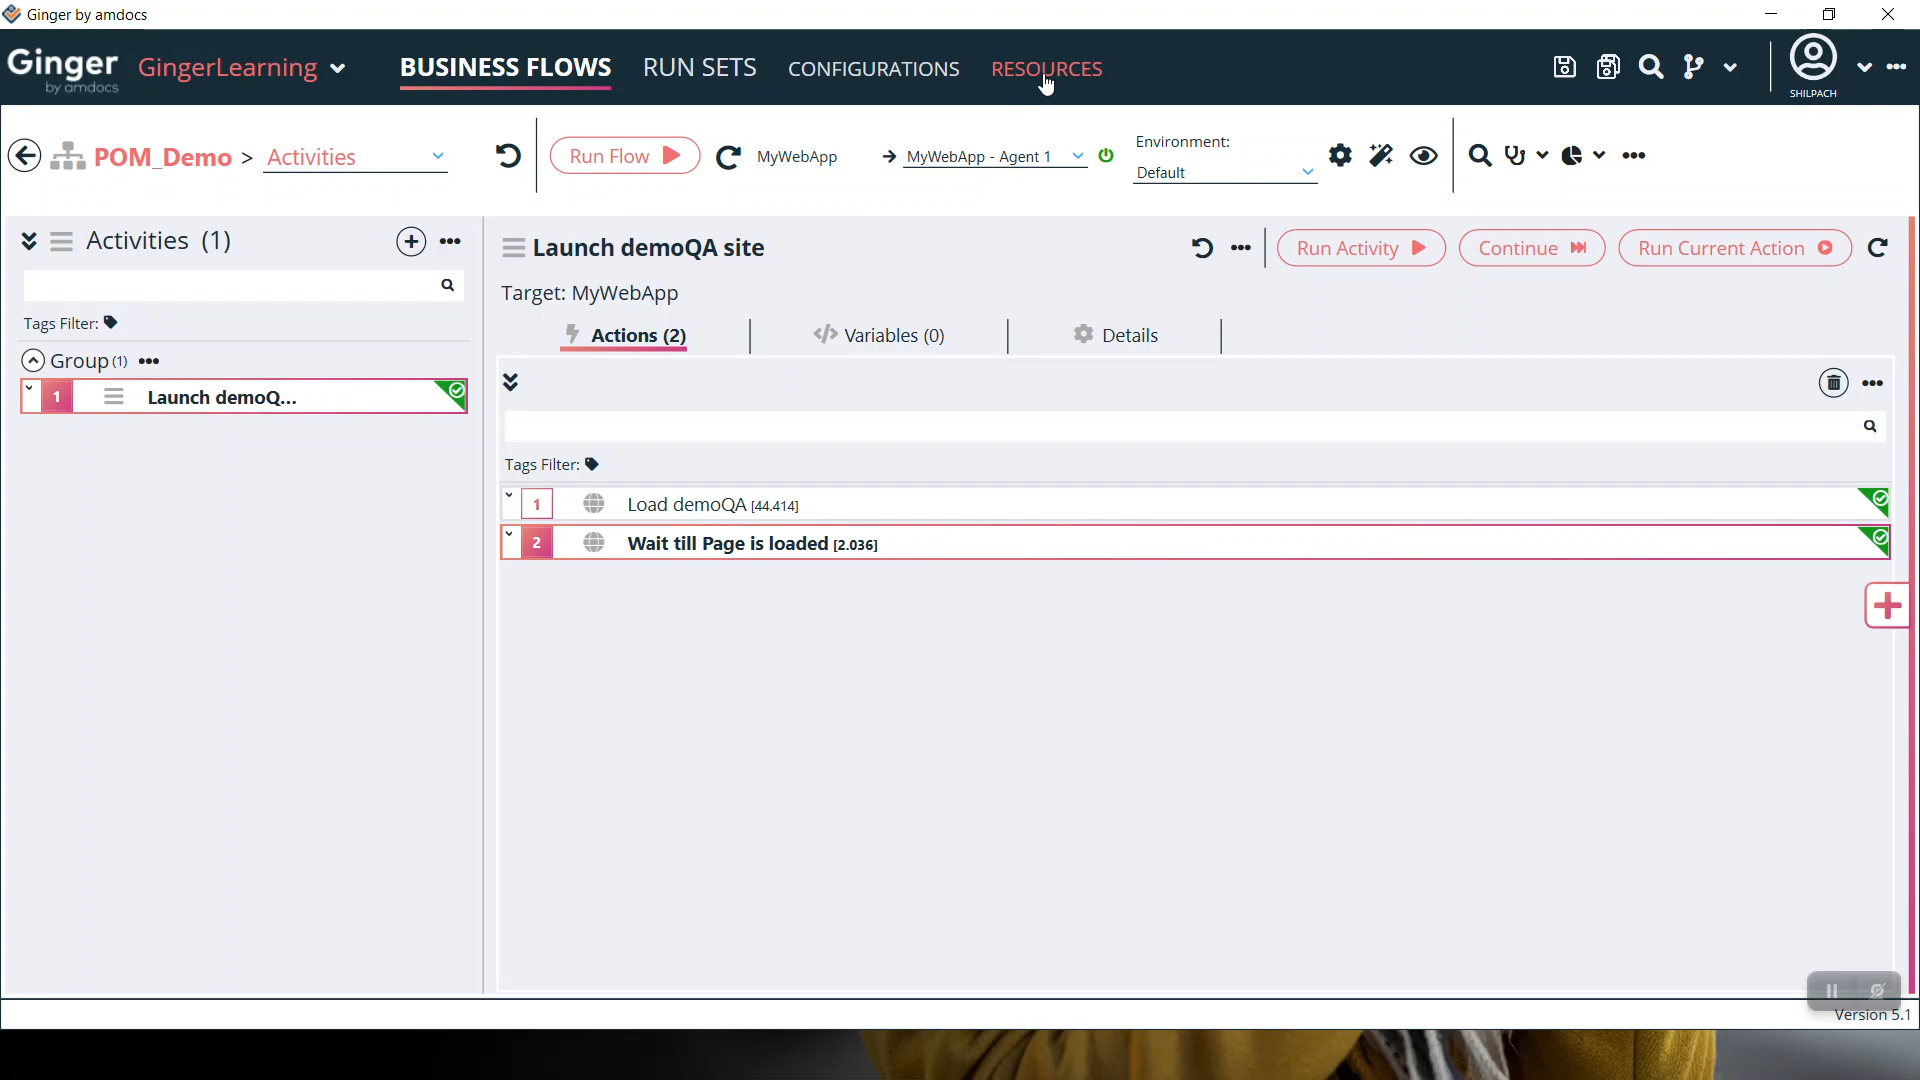 Ginger by amdocs
Ginger by amdocs
GingerLearning
BUSINESS FLOWS
RUN SETS
CONFIGURATIONS
RESOURCES
SHILPACH
POM_Demo > Activities
Run Flow
MyWebApp
MyWebApp - Agent 1
Environment:
Default
Activities (1)
Tags Filter:
Group (1)
1 Launch demoQ...
Launch demoQA site
Run Activity
Continue
Run Current Action
Target: MyWebApp
Actions (2)
Variables (0)
Details
Tags Filter:
1 Load demoQA [44.414]
2 Wait till Page is loaded [2.036]
Version 5.1